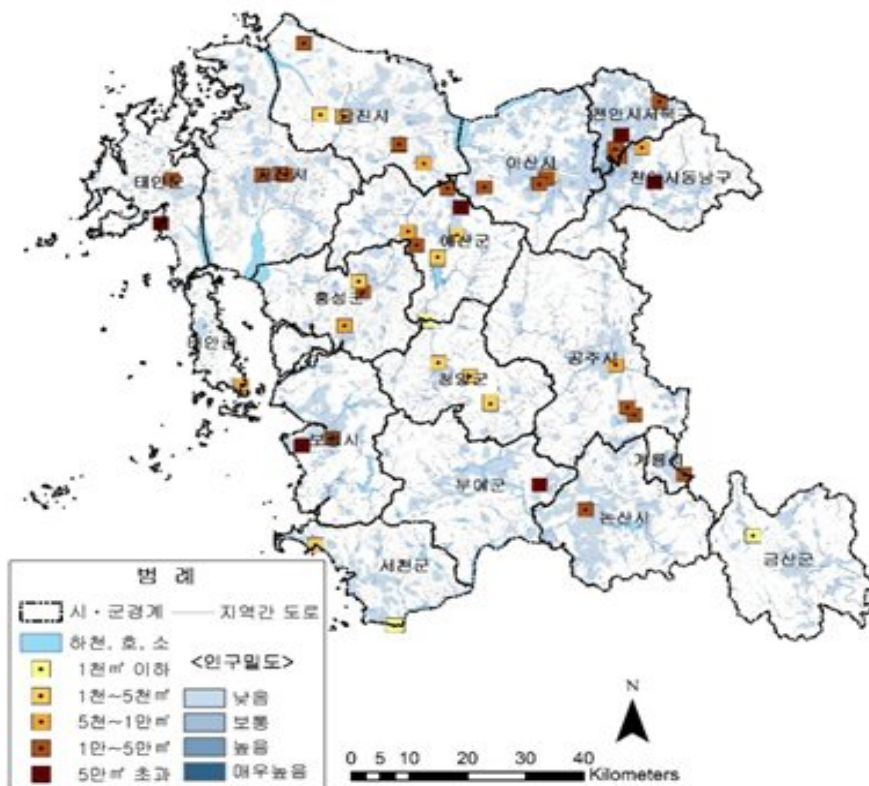 당진시
천안시서북구
아산시
태안군
서산시
천안시동남구
예산군
홍성군
태안군
공주시
청양군
보령시
계룡시
부여군
논산시
금산군
서천군
범 례
시・군경계 지역간 도로
하천, 호, 소
<인구밀도>
1천㎡ 이하
1천~5천㎡ 낮음
5천~1만㎡ 보통
1만~5만㎡ 높음
5만㎡ 초과 매우높음
N
0 5 10 20 30 40
Kilometers